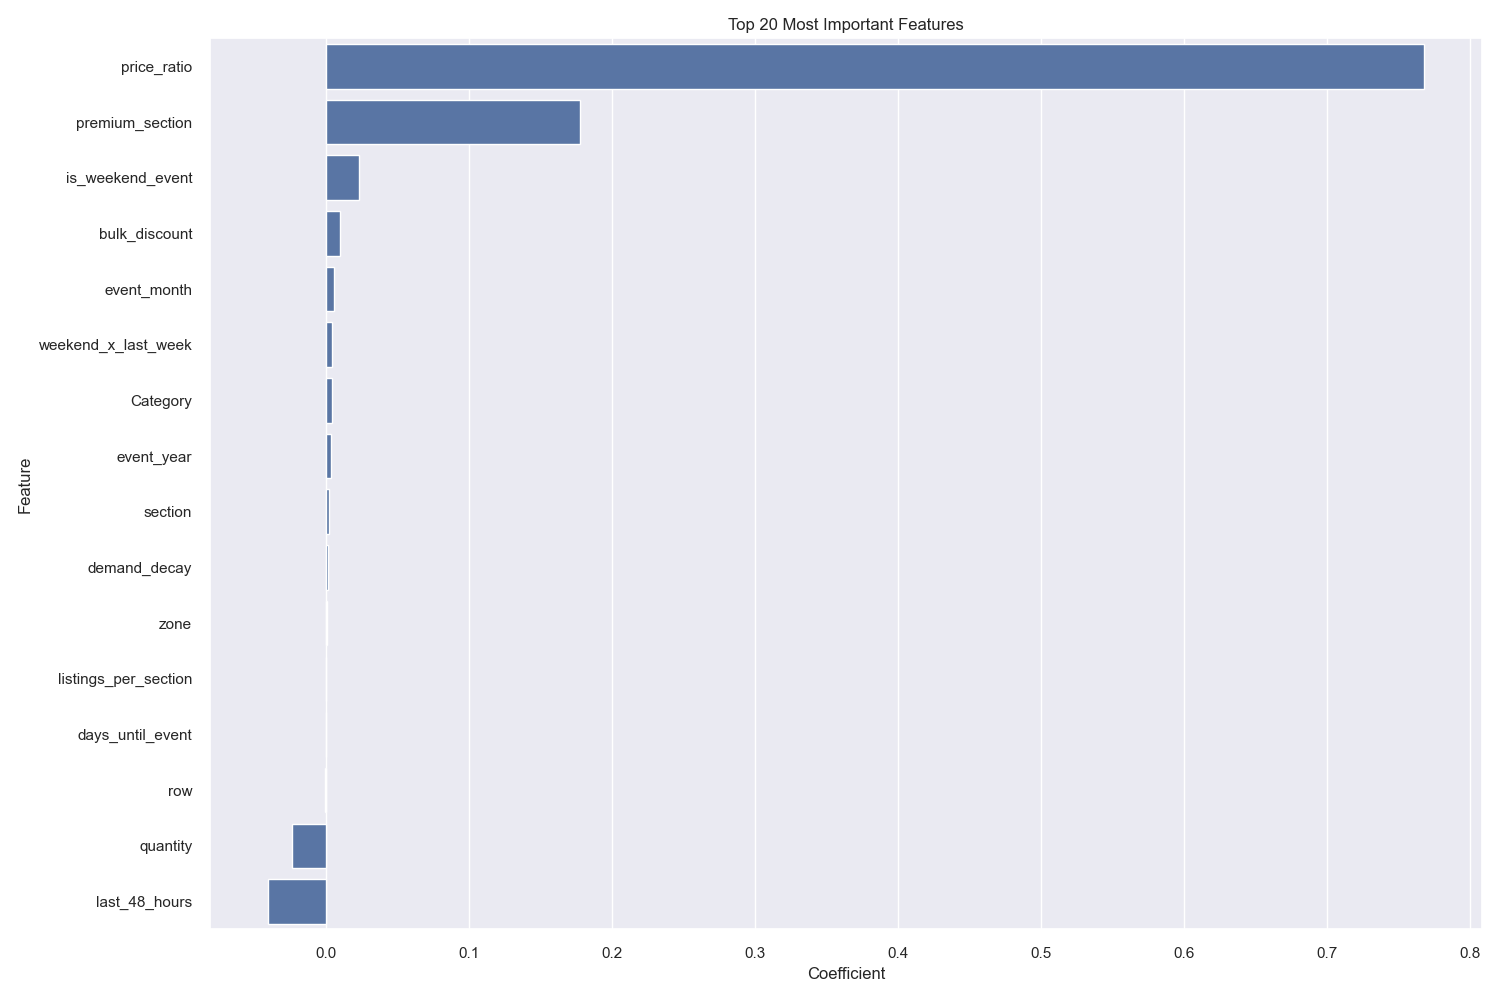 Top 20 Most Important Features
price_ratio
premium_section
is_weekend_event
bulk_discount
event_month
weekend_x_last_week
Category
event_year
section
demand_decay
zone
listings_per_section
days_until_event
row
quantity
last_48_hours
Feature
0.0 0.1 0.2 0.3 0.4 0.5 0.6 0.7 0.8
Coefficient